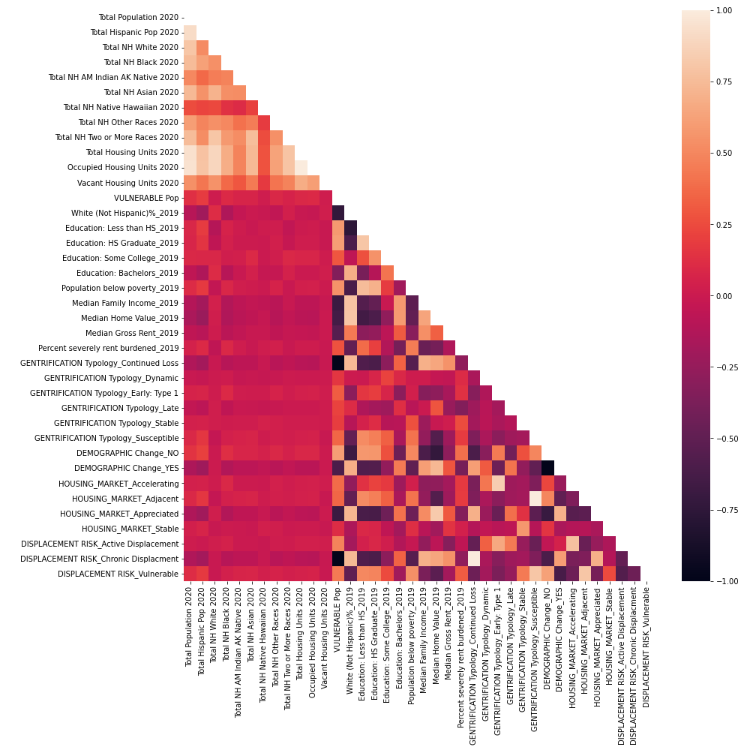 Total Population 2020
Total Hispanic Pop 2020
Total NH White 2020
Total NH Black 2020
Total NH AM Indian AK Native 2020
Total NH Asian 2020
Total NH Native Hawaiian 2020
Total NH Other Races 2020
Total NH Two or More Races 2020
Total Housing Units 2020
Occupied Housing Units 2020
Vacant Housing Units 2020
VULNERABLE Pop
White (Not Hispanic)%_2019
Education: Less than HS_2019
Education: HS Graduate_2019
Education: Some College_2019
Education: Bachelors_2019
Population below poverty_2019
Median Family Income_2019
Median Home Value_2019
Median Gross Rent_2019
Percent severely rent burdened_2019
GENTRIFICATION Typology_Continued Loss
GENTRIFICATION Typology_Dynamic
GENTRIFICATION Typology_Early: Type 1
GENTRIFICATION Typology_Late
GENTRIFICATION Typology_Stable
GENTRIFICATION Typology_Susceptible
DEMOGRAPHIC Change_NO
DEMOGRAPHIC Change_YES
HOUSING_MARKET_Accelerating
HOUSING_MARKET_Adjacent
HOUSING_MARKET_Appreciated
HOUSING_MARKET_Stable
DISPLACEMENT RISK_Active Displacement
DISPLACEMENT RISK_Chronic Displacment
DISPLACEMENT RISK_Vulnerable
Total Population 2020
Total Hispanic Pop 2020
Total NH White 2020
Total NH Black 2020
Total NH AM Indian AK Native 2020
Total NH Asian 2020
Total NH Native Hawaiian 2020
Total NH Other Races 2020
Total NH Two or More Races 2020
Total Housing Units 2020
Occupied Housing Units 2020
Vacant Housing Units 2020
VULNERABLE Pop
White (Not Hispanic)%_2019
Education: Less than HS_2019
Education: HS Graduate_2019
Education: Some College_2019
Education: Bachelors_2019
Population below poverty_2019
Median Family Income_2019
Median Home Value_2019
Median Gross Rent_2019
Percent severely rent burdened_2019
GENTRIFICATION Typology_Continued Loss
GENTRIFICATION Typology_Dynamic
GENTRIFICATION Typology_Early: Type 1
GENTRIFICATION Typology_Late
GENTRIFICATION Typology_Stable
GENTRIFICATION Typology_Susceptible
DEMOGRAPHIC Change_NO
DEMOGRAPHIC Change_YES
HOUSING_MARKET_Accelerating
HOUSING_MARKET_Adjacent
HOUSING_MARKET_Appreciated
HOUSING_MARKET_Stable
DISPLACEMENT RISK_Active Displacement
DISPLACEMENT RISK_Chronic Displacment
DISPLACEMENT RISK_Vulnerable
1.00
0.75
0.50
0.25
0.00
−0.25
−0.50
−0.75
−1.00